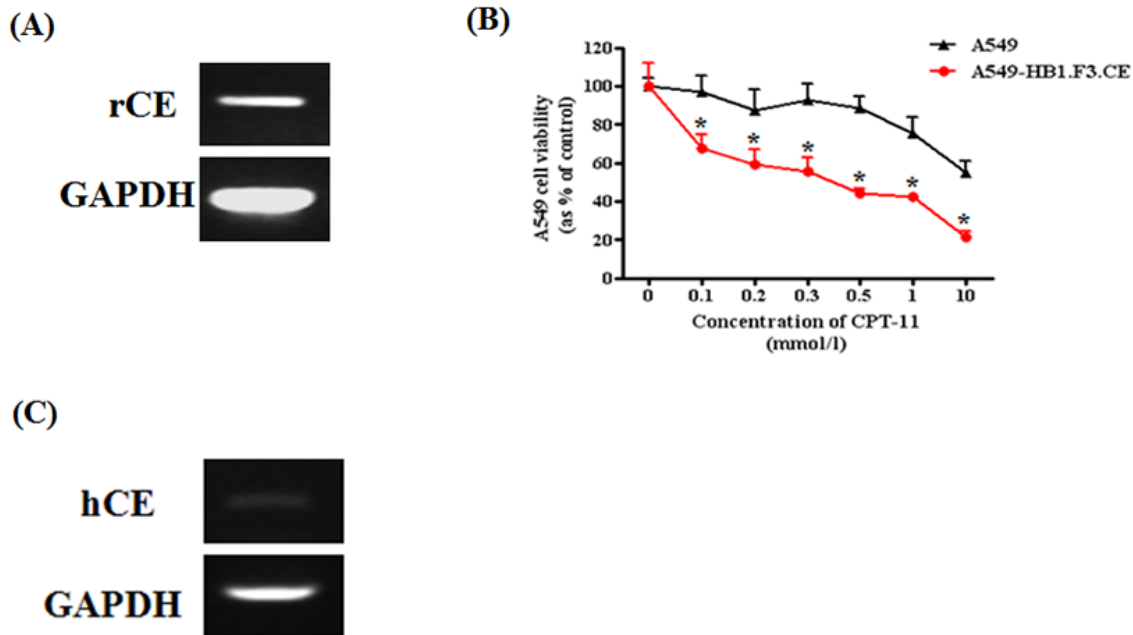 (A)
rCE
GAPDH
(B)
A549
A549-HB1.F3.CE
A549 cell viability
(as % of control)
120
100
80
60
40
20
0
* * * * * *
0 0.1 0.2 0.3 0.5 1 10
Concentration of CPT-11
(mmol/l)
(C)
hCE
GAPDH